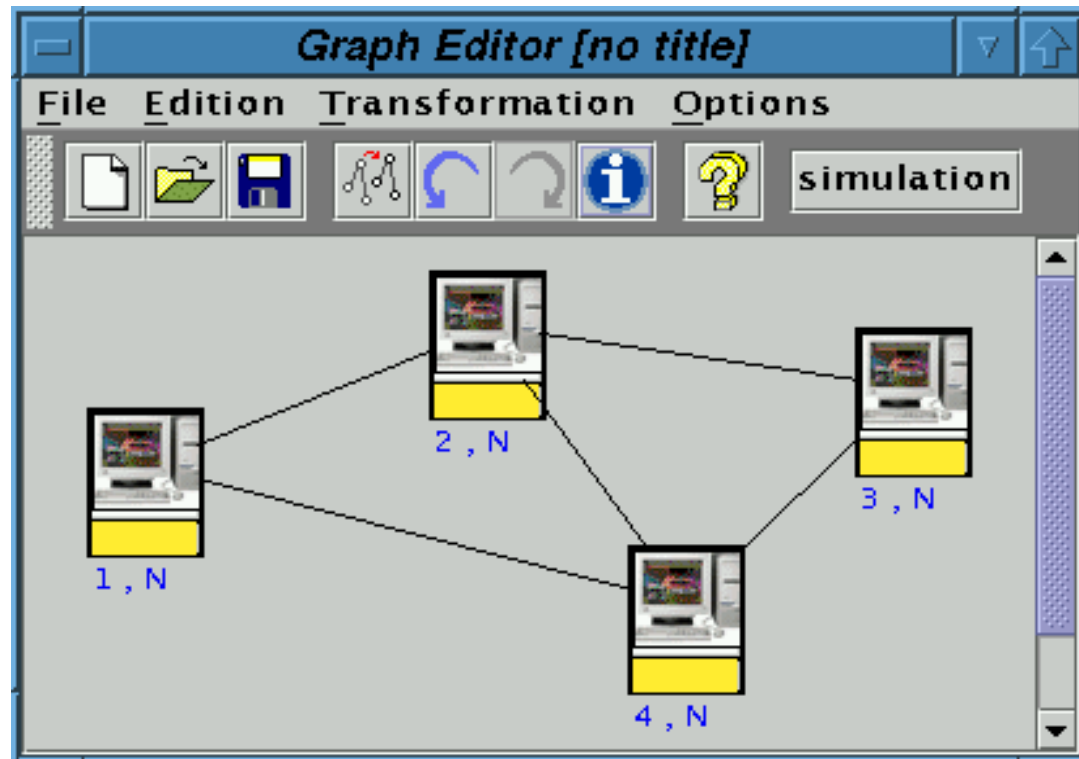 Graph Editor [no title]
File Edition Transformation Options
simulation
2 , N
3 , N
1 , N
4 , N